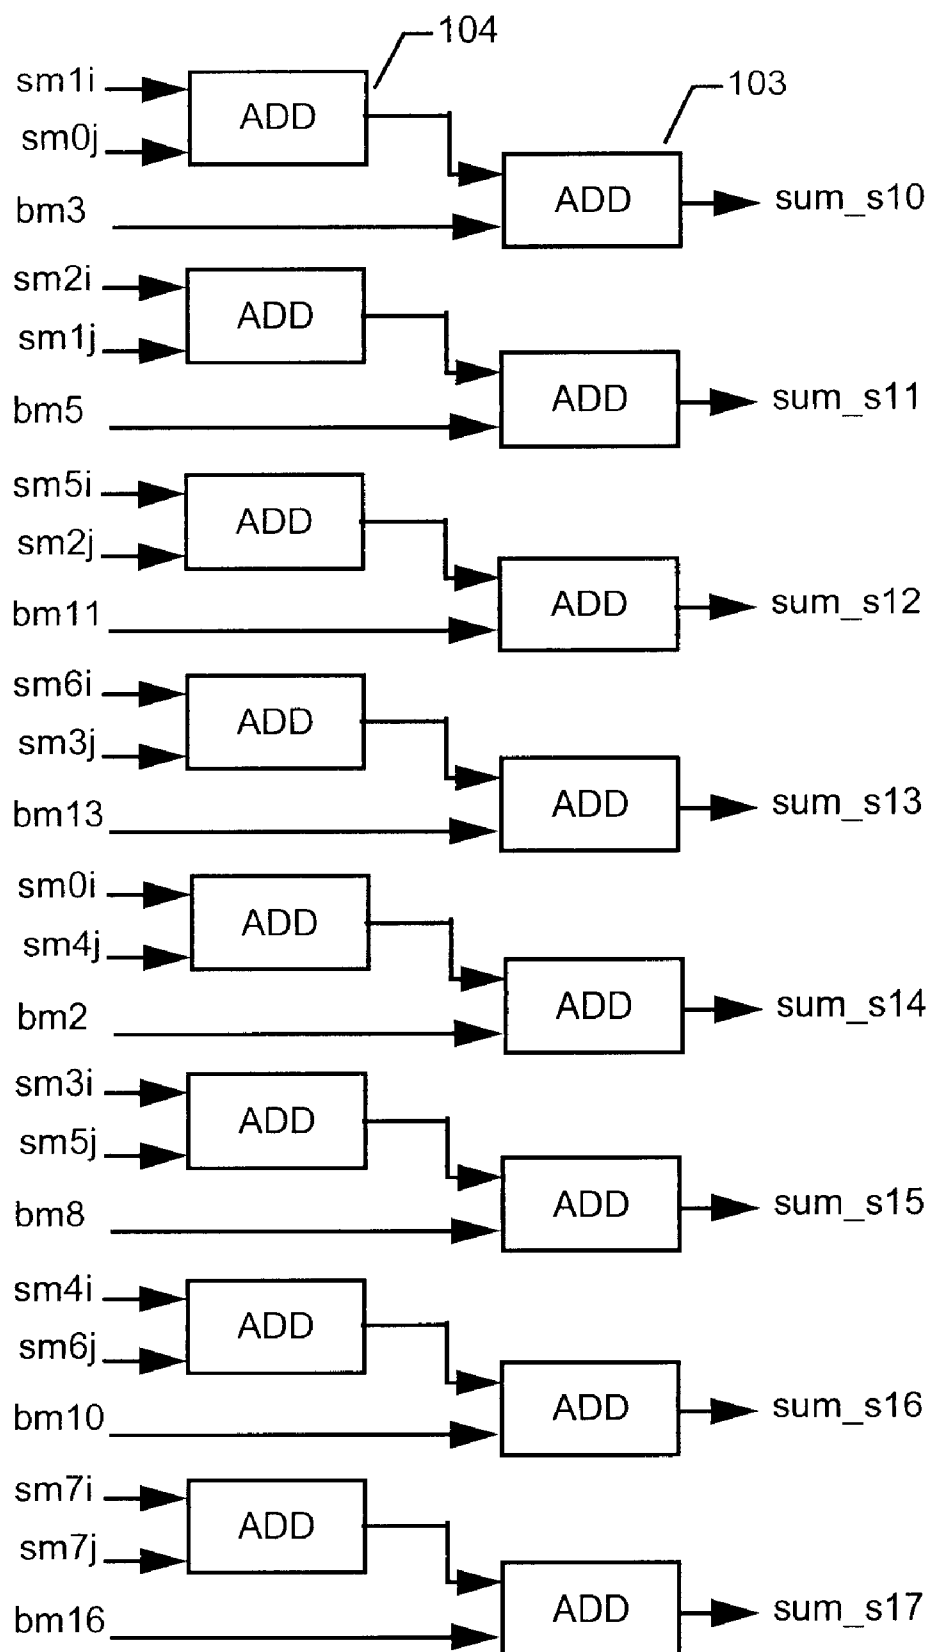 104
sm1i
ADD
103
sm0j
ADD
sum_s10
bm3
sm2i
ADD
sm1j
ADD
sum_s11
bm5
sm5i
ADD
sm2j
ADD
sum_s12
bm11
sm6i
ADD
sm3j
ADD
sum_s13
bm13
sm0i
ADD
sm4j
ADD
sum_s14
bm2
sm3i
ADD
sm5j
ADD
sum_s15
bm8
sm4i
ADD
sm6j
ADD
sum_s16
bm10
sm7i
ADD
sm7j
ADD
sum_s17
bm16